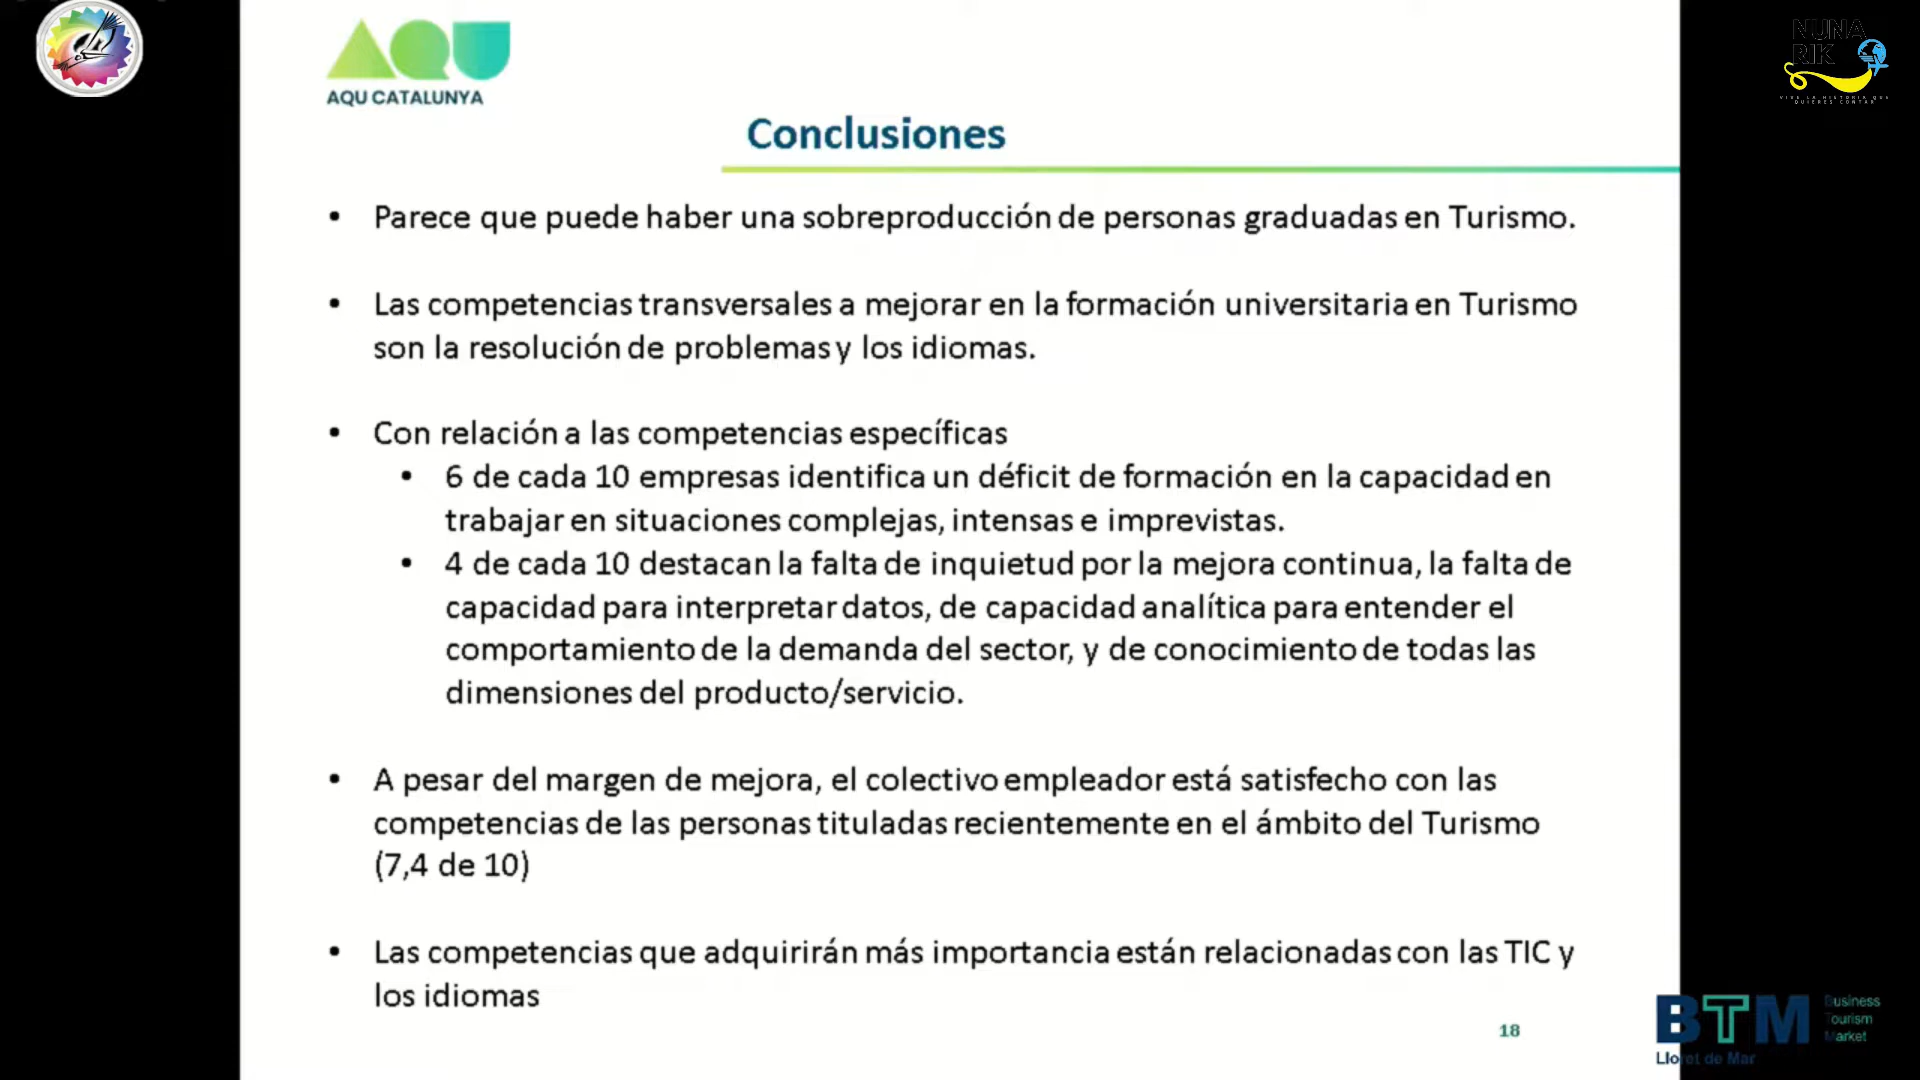 AQU CATALUNYA
NUNA
RIK
VIVE LA HISTORIA QUE
QUIERES CONTAR
Conclusiones
• Parece que puede haber una sobreproducción de personas graduadas en Turismo.
• Las competencias transversales a mejorar en la formación universitaria en Turismo
son la resolución de problemas y los idiomas.
• Con relación a las competencias específicas
• 6 de cada 10 empresas identifica un déficit de formación en la capacidad en
trabajar en situaciones complejas, intensas e imprevistas.
• 4 de cada 10 destacan la falta de inquietud por la mejora continua, la falta de
capacidad para interpretar datos, de capacidad analítica para entender el
comportamiento de la demanda del sector, y de conocimiento de todas las
dimensiones del producto/servicio.
• A pesar del margen de mejora, el colectivo empleador está satisfecho con las
competencias de las personas tituladas recientemente en el ámbito del Turismo
(7,4 de 10)
• Las competencias que adquirirán más importancia están relacionadas con las TIC y
los idiomas
18
BTM
Business
Tourism
Market
Lloret de Mar